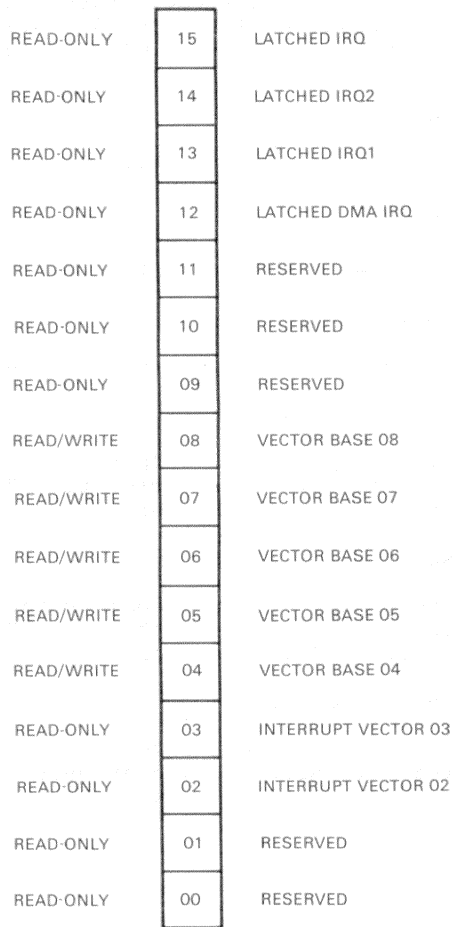 READ-ONLY 15 LATCHED IRQ
READ-ONLY 14 LATCHED IRQ2
READ-ONLY 13 LATCHED IRQ1
READ-ONLY 12 LATCHED DMA IRQ
READ-ONLY 11 RESERVED
READ-ONLY 10 RESERVED
READ-ONLY 09 RESERVED
READ/WRITE 08 VECTOR BASE 08
READ/WRITE 07 VECTOR BASE 07
READ/WRITE 06 VECTOR BASE 06
READ/WRITE 05 VECTOR BASE 05
READ/WRITE 04 VECTOR BASE 04
READ-ONLY 03 INTERRUPT VECTOR 03
READ-ONLY 02 INTERRUPT VECTOR 02
READ-ONLY 01 RESERVED
READ-ONLY 00 RESERVED